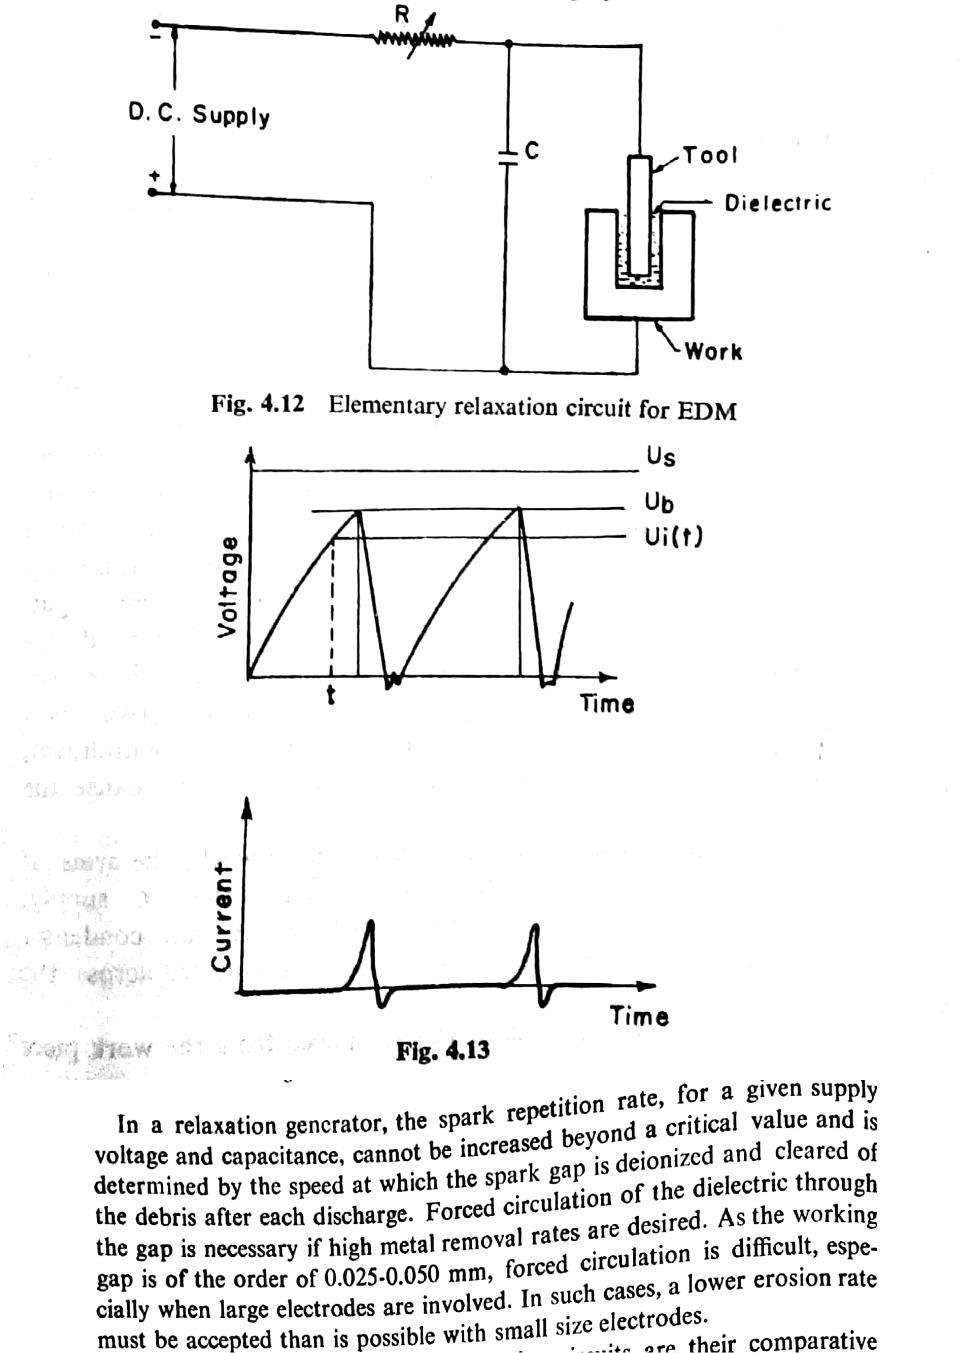 R
–
D. C. Supply
+
C
Tool
Dielectric
Work
Fig. 4.12 Elementary relaxation circuit for EDM
Us
Ub
Ui(t)
Voltage
t
Time
Current
Time
Fig. 4.13
In a relaxation generator, the spark repetition rate, for a given supply
voltage and capacitance, cannot be increased beyond a critical value and is
determined by the speed at which the spark gap is deionized and cleared of
the debris after each discharge. Forced circulation of the dielectric through
the gap is necessary if high metal removal rates are desired. As the working
gap is of the order of 0.025-0.050 mm, forced circulation is difficult, espe-
cially when large electrodes are involved. In such cases, a lower erosion rate
must be accepted than is possible with small size electrodes.
are their comparative